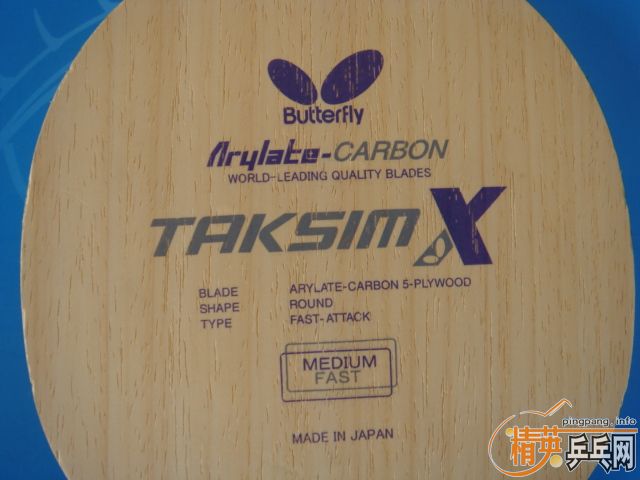 Butterfly
Arylate-CARBON
WORLD-LEADING QUALITY BLADES
TAKSIM X
BLADE ARYLATE-CARBON 5-PLYWOOD
SHAPE ROUND
TYPE FAST-ATTACK
MEDIUM
FAST
MADE IN JAPAN
pingpang.info
精英乒乓网